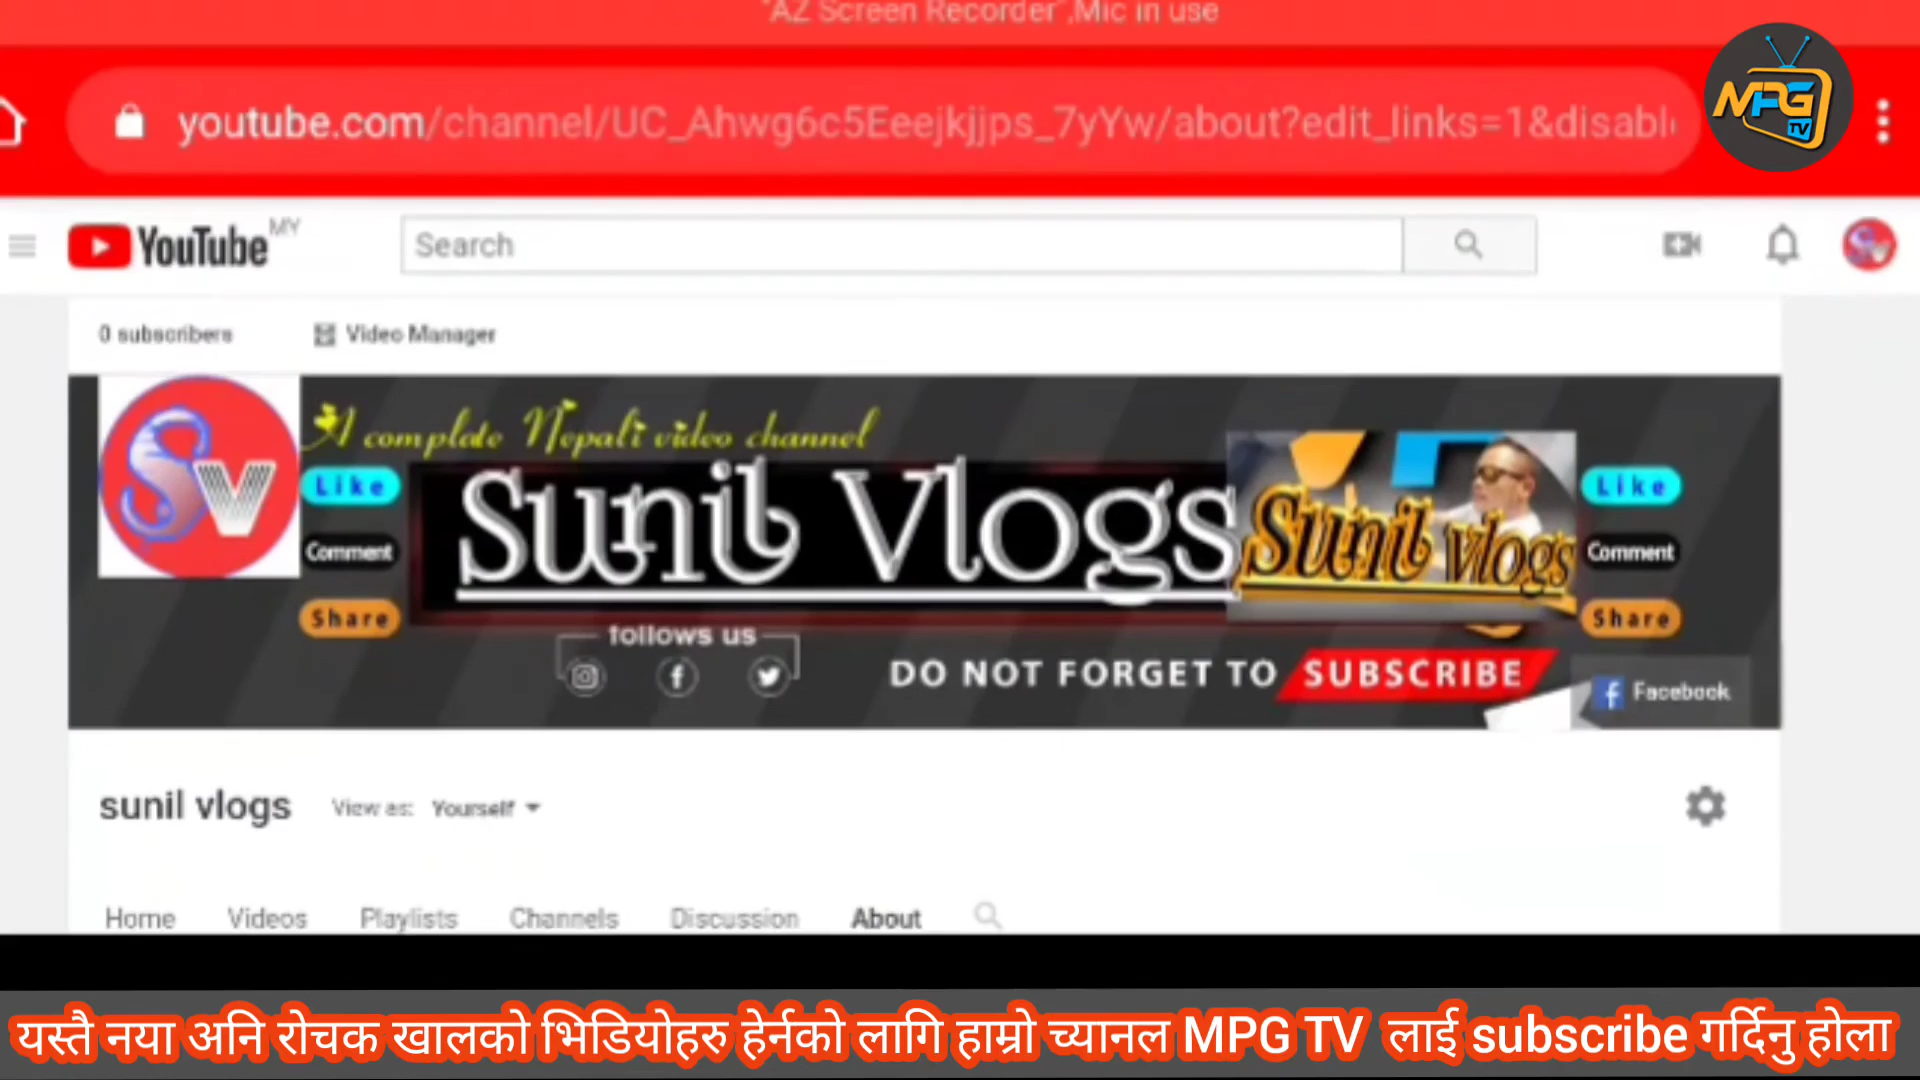 "AZ Screen Recorder",Mic in use
MPG TV
youtube.com/channel/UC_Ahwg6c5Eeejkjjps_7yYw/about?edit_links=1&disabl
YouTube MY
Search
SV
0 subscribers
Video Manager
A complate Nepali video channel
SV
Like
Comment
Share
Sunil Vlogs
Sunil vlogs
Like
Comment
Share
follows us
DO NOT FORGET TO SUBSCRIBE
Facebook
sunil vlogs
View as: Yourself
Home Videos Playlists Channels Discussion About
यस्तै नया अनि रोचक खालको भिडियोहरु हेर्नको लागि हाम्रो च्यानल MPG TV लाई subscribe गर्दिनु होला